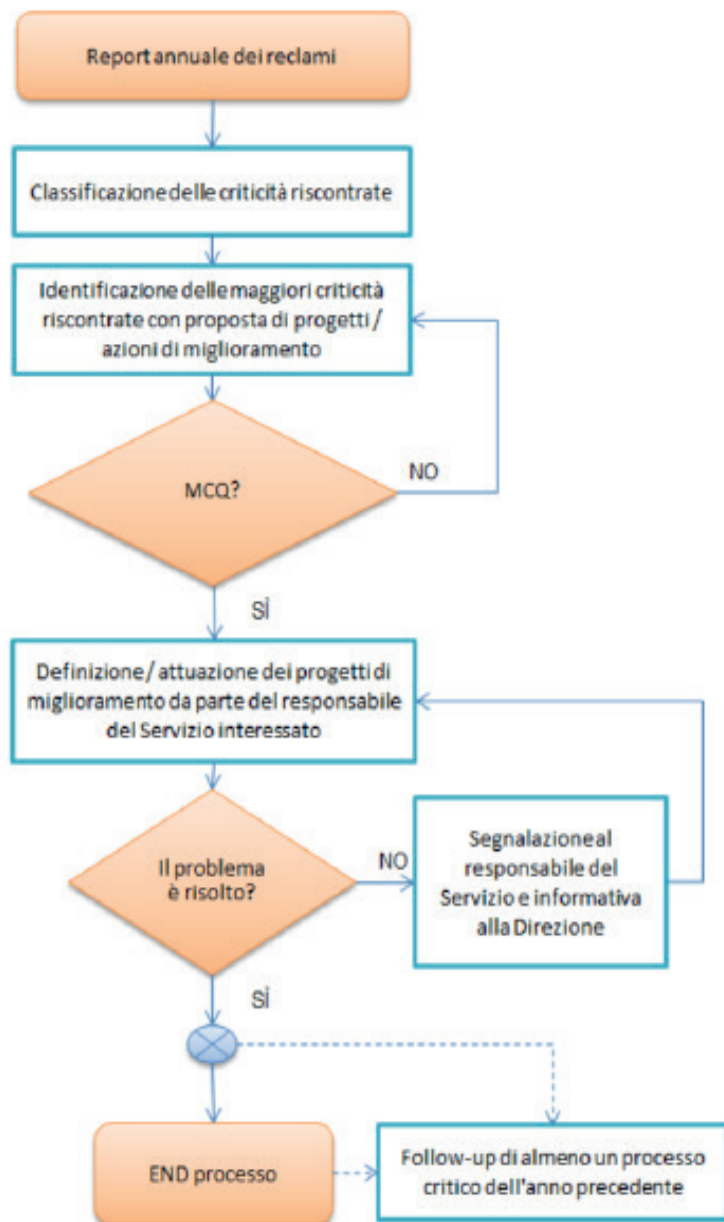 Report annuale dei reclami
Classificazione delle criticità riscontrate
Identificazione delle maggiori criticità
riscontrate con proposta di progetti /
azioni di miglioramento
NO
MCQ?
SÌ
Definizione / attuazione dei progetti di
miglioramento da parte del responsabile
del Servizio interessato
Il problema
è risolto?
NO
Segnalazione al
responsabile del
Servizio e informativa
alla Direzione
SÌ
END processo
Follow-up di almeno un processo
critico dell'anno precedente